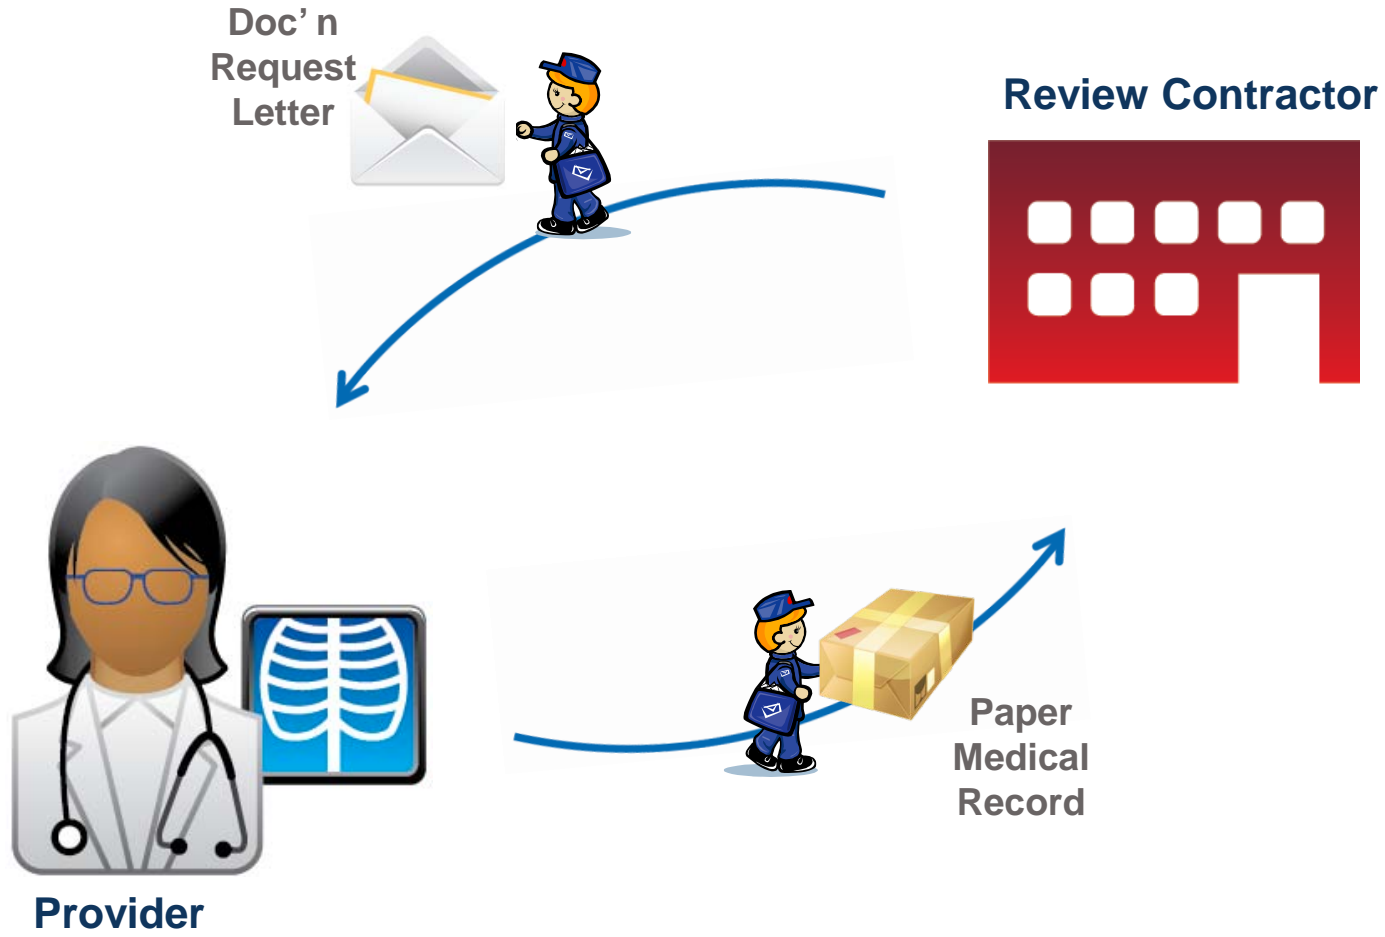 Doc’ n
Request
Letter
Review Contractor
Paper
Medical
Record
Provider